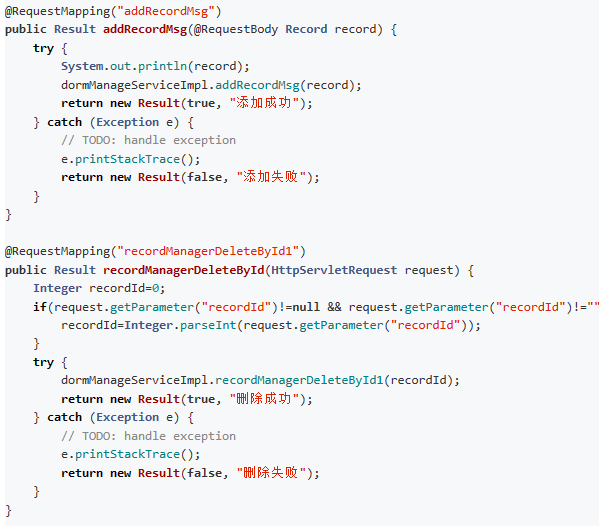 @RequestMapping("addRecordMsg")
public Result addRecordMsg(@RequestBody Record record) {
    try {
        System.out.println(record);
        dormManageServiceImpl.addRecordMsg(record);
        return new Result(true, "添加成功");
    } catch (Exception e) {
        // TODO: handle exception
        e.printStackTrace();
        return new Result(false, "添加失败");
    }
}

@RequestMapping("recordManagerDeleteById1")
public Result recordManagerDeleteById(HttpServletRequest request) {
    Integer recordId=0;
    if(request.getParameter("recordId")!=null && request.getParameter("recordId")!=""
        recordId=Integer.parseInt(request.getParameter("recordId"));
    }
    try {
        dormManageServiceImpl.recordManagerDeleteById1(recordId);
        return new Result(true, "删除成功");
    } catch (Exception e) {
        // TODO: handle exception
        e.printStackTrace();
        return new Result(false, "删除失败");
    }
}